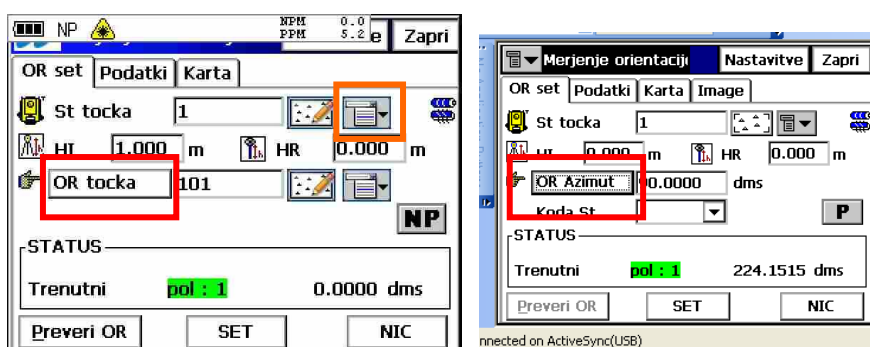 NP NPM 0.0
PPM 5.2 e Zapri
OR set Podatki Karta
St tocka 1
HI 1.000 m HR 0.000 m
OR tocka 101
NP
STATUS
Trenutni pol : 1 0.0000 dms
Preveri OR SET NIC
Merjenje orientacij Nastavitve Zapri
OR set Podatki Karta Image
St tocka 1
HI 0.000 m HR 0.000 m
OR Azimut 90.0000 dms
Koda St P
STATUS
Trenutni pol : 1 224.1515 dms
Preveri OR SET NIC
nnected on ActiveSync(USB)